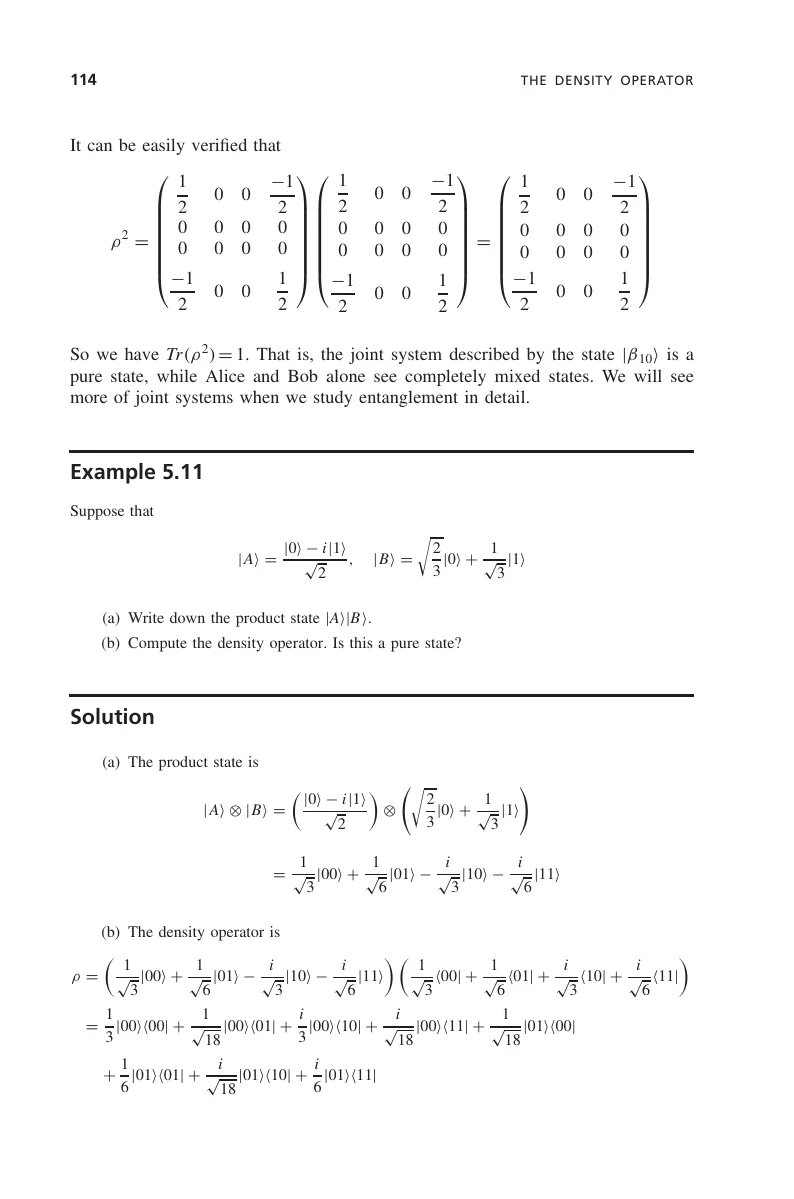 114 THE DENSITY OPERATOR
It can be easily verified that
ρ² = ( 1/2 0 0 −1/2 ; 0 0 0 0 ; 0 0 0 0 ; −1/2 0 0 1/2 ) ( 1/2 0 0 −1/2 ; 0 0 0 0 ; 0 0 0 0 ; −1/2 0 0 1/2 ) = ( 1/2 0 0 −1/2 ; 0 0 0 0 ; 0 0 0 0 ; −1/2 0 0 1/2 )
So we have Tr(ρ²) = 1. That is, the joint system described by the state |β₁₀⟩ is a
pure state, while Alice and Bob alone see completely mixed states. We will see
more of joint systems when we study entanglement in detail.
Example 5.11
Suppose that
|A⟩ = (|0⟩ − i|1⟩)/√2, |B⟩ = √(2/3)|0⟩ + 1/√3|1⟩
(a) Write down the product state |A⟩|B⟩.
(b) Compute the density operator. Is this a pure state?
Solution
(a) The product state is
|A⟩ ⊗ |B⟩ = ((|0⟩ − i|1⟩)/√2) ⊗ (√(2/3)|0⟩ + 1/√3|1⟩)
= 1/√3|00⟩ + 1/√6|01⟩ − i/√3|10⟩ − i/√6|11⟩
(b) The density operator is
ρ = (1/√3|00⟩ + 1/√6|01⟩ − i/√3|10⟩ − i/√6|11⟩)(1/√3⟨00| + 1/√6⟨01| + i/√3⟨10| + i/√6⟨11|)
= 1/3|00⟩⟨00| + 1/√18|00⟩⟨01| + i/3|00⟩⟨10| + i/√18|00⟩⟨11| + 1/√18|01⟩⟨00|
+ 1/6|01⟩⟨01| + i/√18|01⟩⟨10| + i/6|01⟩⟨11|